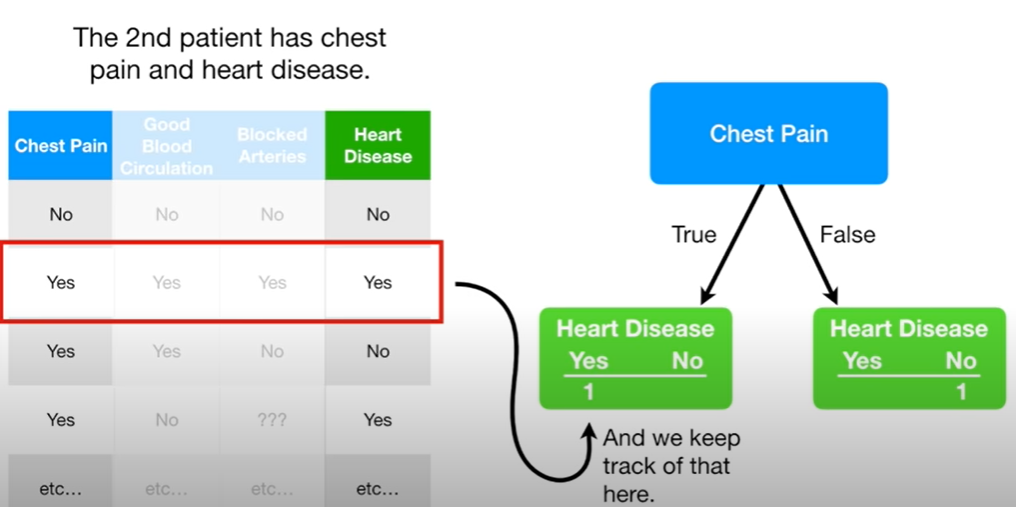 The 2nd patient has chest
pain and heart disease.
Chest Pain
Good
Blood
Circulation
Blocked
Arteries
Heart
Disease
No No No No
Yes Yes Yes Yes
Yes Yes No No
Yes No ??? Yes
etc... etc... etc... etc...
Chest Pain
True False
Heart Disease
Yes No
1
Heart Disease
Yes No
1
And we keep
track of that
here.